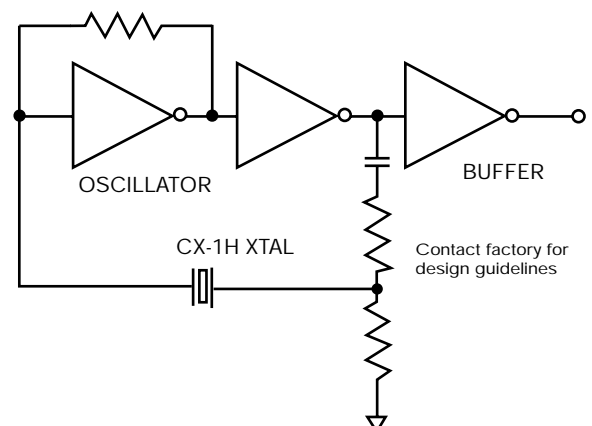 OSCILLATOR
BUFFER
CX-1H XTAL
Contact factory for
design guidelines